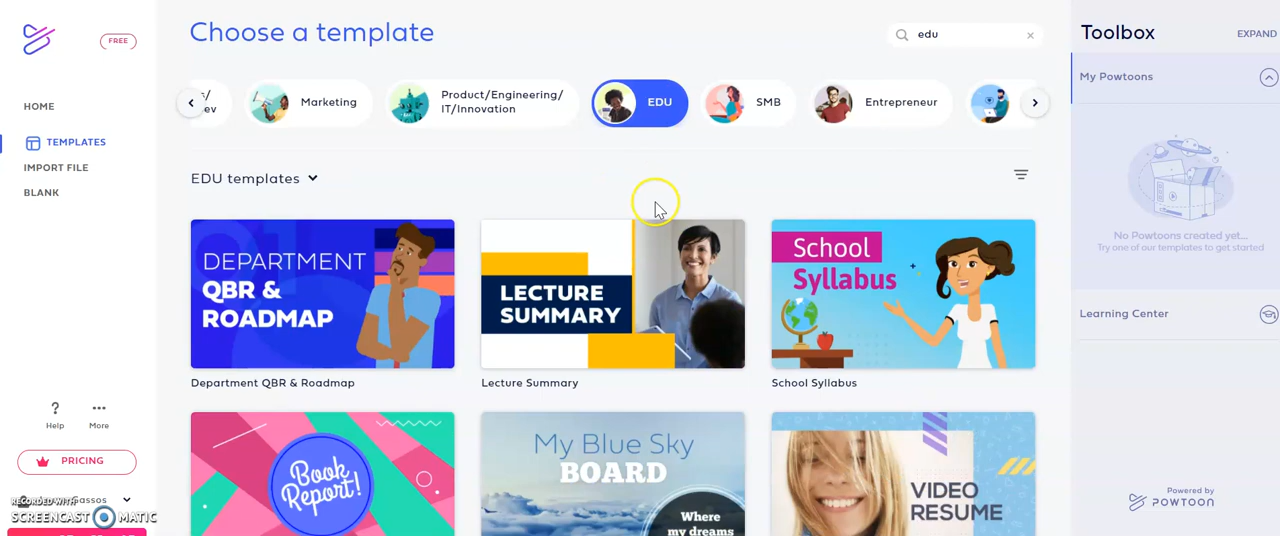 FREE
HOME
TEMPLATES
IMPORT FILE
BLANK
Help
More
PRICING
RECORDED WITH
SCREENCAST
MATIC
Choose a template
edu
Marketing
Product/Engineering/
IT/Innovation
EDU
SMB
Entrepreneur
EDU templates
DEPARTMENT
QBR &
ROADMAP
Department QBR & Roadmap
LECTURE
SUMMARY
Lecture Summary
School
Syllabus
School Syllabus
Book
Report!
My Blue Sky
BOARD
Where
my dreams
VIDEO
RESUME
Toolbox
EXPAND
My Powtoons
No Powtoons created yet....
Try one of our templates to get started
Learning Center
Powered by
POWTOON